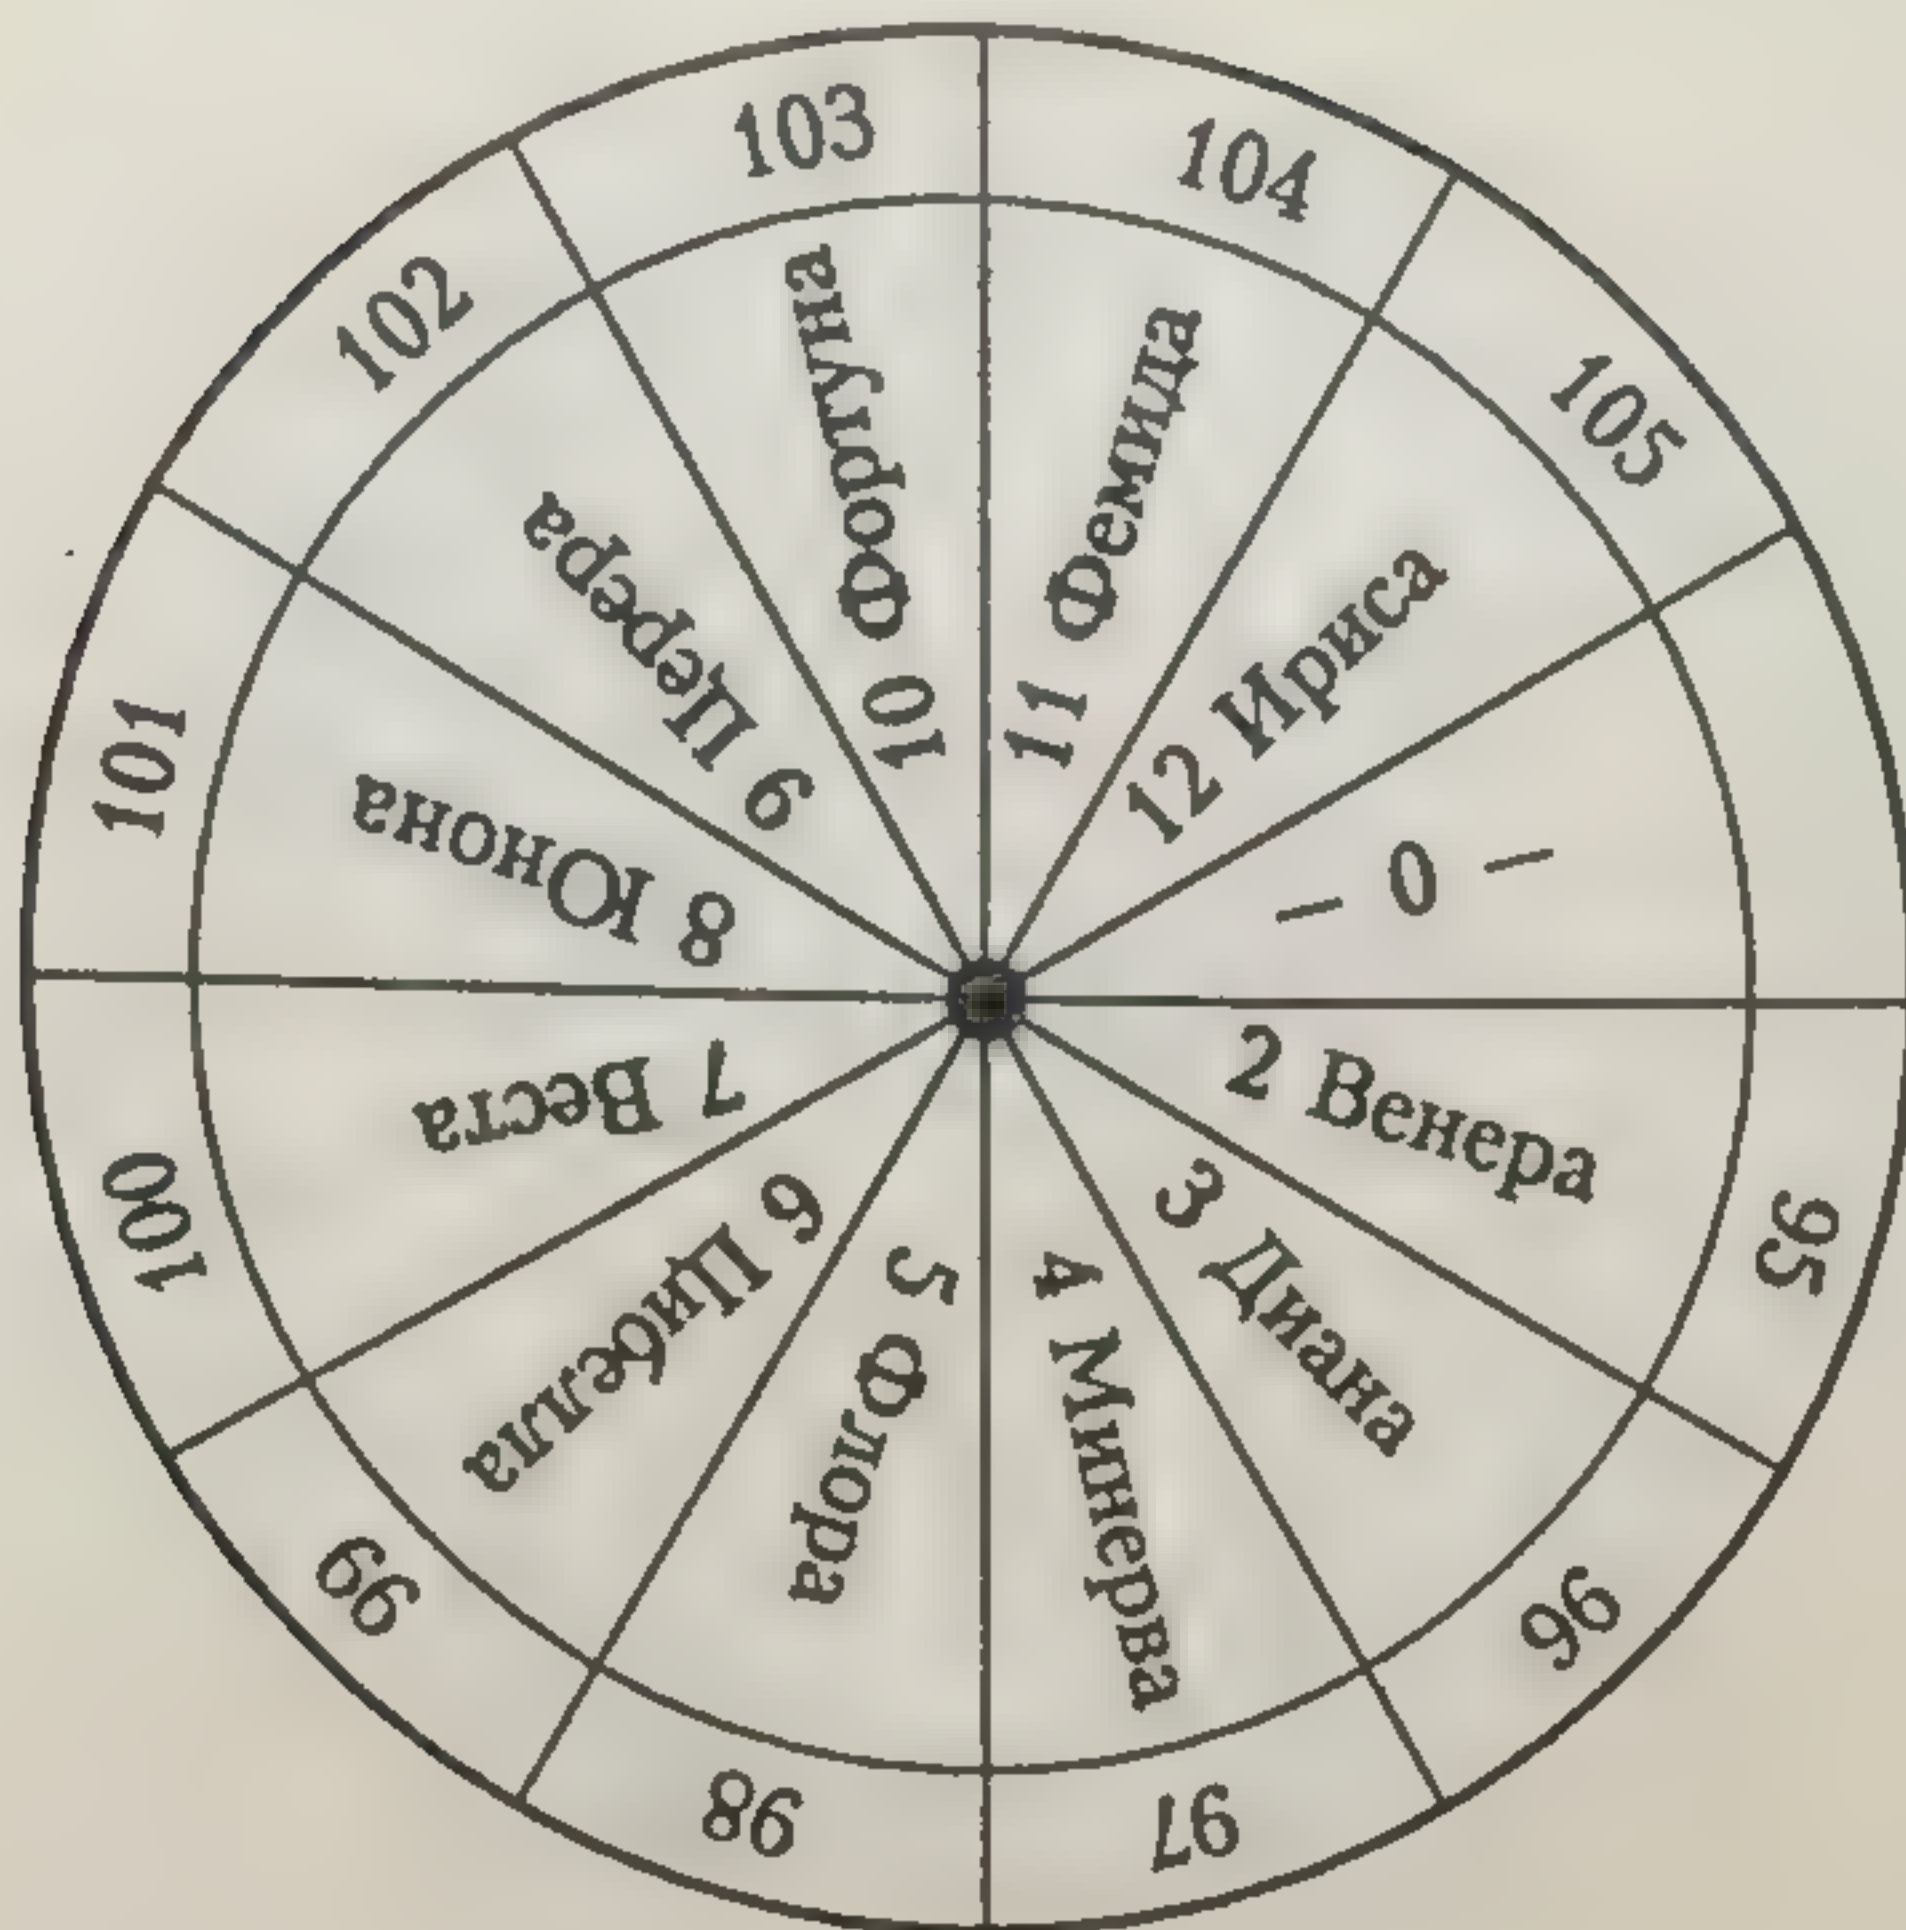 — 0 —
2 Венера
95
3 Диана
96
4 Минерва
97
5 Флора
98
6 Цибелла
99
7 Веста
100
8 Юнона
101
9 Церера
102
10 Фортуна
103
11 Фемида
104
12 Ириса
105